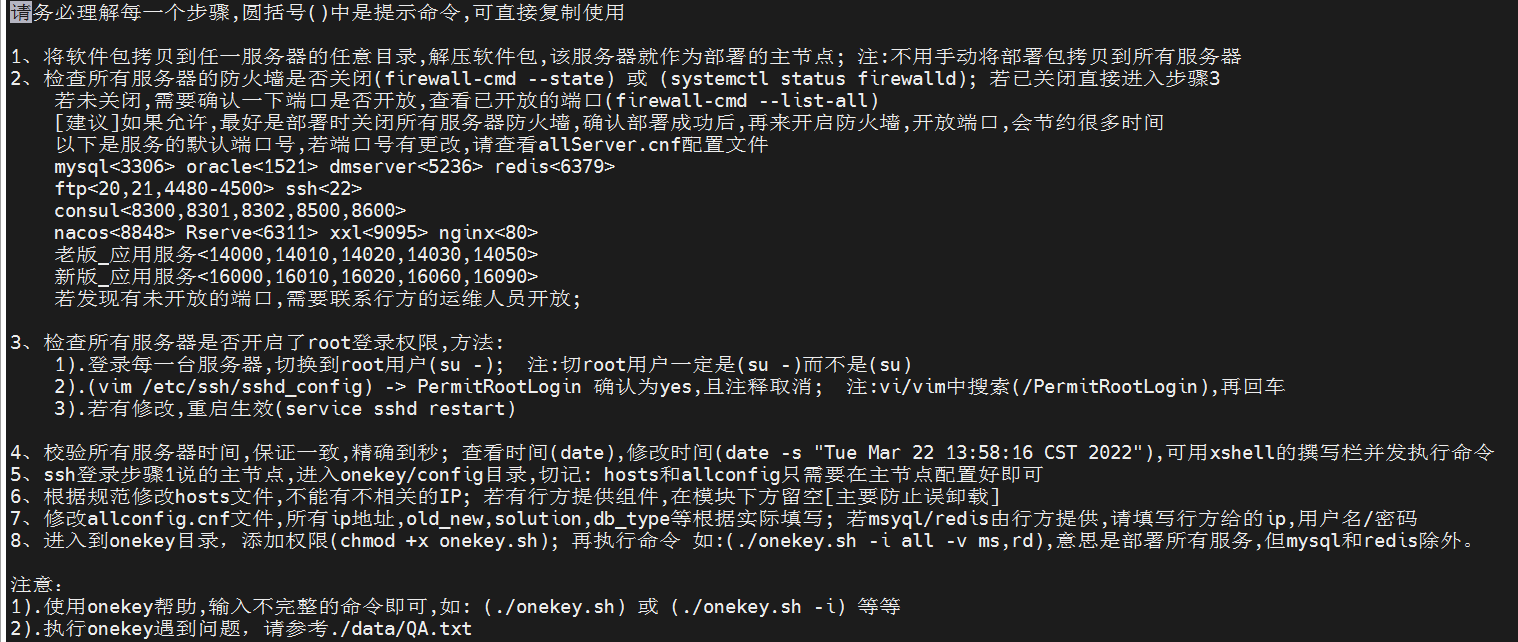 请务必理解每一个步骤,圆括号()中是提示命令,可直接复制使用
1、将软件包拷贝到任一服务器的任意目录,解压软件包,该服务器就作为部署的主节点; 注:不用手动将部署包拷贝到所有服务器
2、检查所有服务器的防火墙是否关闭(firewall-cmd --state) 或 (systemctl status firewalld); 若已关闭直接进入步骤3
若未关闭,需要确认一下端口是否开放,查看已开放的端口(firewall-cmd --list-all)
[建议]如果允许,最好是部署时关闭所有服务器防火墙,确认部署成功后,再来开启防火墙,开放端口,会节约很多时间
以下是服务的默认端口号,若端口号有更改,请查看allServer.cnf配置文件
mysql<3306> oracle<1521> dmserver<5236> redis<6379>
ftp<20,21,4480-4500> ssh<22>
consul<8300,8301,8302,8500,8600>
nacos<8848> Rserve<6311> xxl<9095> nginx<80>
老版_应用服务<14000,14010,14020,14030,14050>
新版_应用服务<16000,16010,16020,16060,16090>
若发现有未开放的端口,需要联系行方的运维人员开放;
3、检查所有服务器是否开启了root登录权限,方法:
1).登录每一台服务器,切换到root用户(su -); 注:切root用户一定是(su -)而不是(su)
2).(vim /etc/ssh/sshd_config) -> PermitRootLogin 确认为yes,且注释取消; 注:vi/vim中搜索(/PermitRootLogin),再回车
3).若有修改,重启生效(service sshd restart)
4、校验所有服务器时间,保证一致,精确到秒; 查看时间(date),修改时间(date -s "Tue Mar 22 13:58:16 CST 2022"),可用xshell的撰写栏并发执行命令
5、ssh登录步骤1说的主节点,进入onekey/config目录,切记: hosts和allconfig只需要在主节点配置好即可
6、根据规范修改hosts文件,不能有不相关的IP; 若有行方提供组件,在模块下方留空[主要防止误卸载]
7、修改allconfig.cnf文件,所有ip地址,old_new,solution,db_type等根据实际填写; 若msyql/redis由行方提供,请填写行方给的ip,用户名/密码
8、进入到onekey目录，添加权限(chmod +x onekey.sh); 再执行命令 如:(./onekey.sh -i all -v ms,rd),意思是部署所有服务,但mysql和redis除外。
注意:
1).使用onekey帮助,输入不完整的命令即可,如: (./onekey.sh) 或 (./onekey.sh -i) 等等
2).执行onekey遇到问题，请参考./data/QA.txt